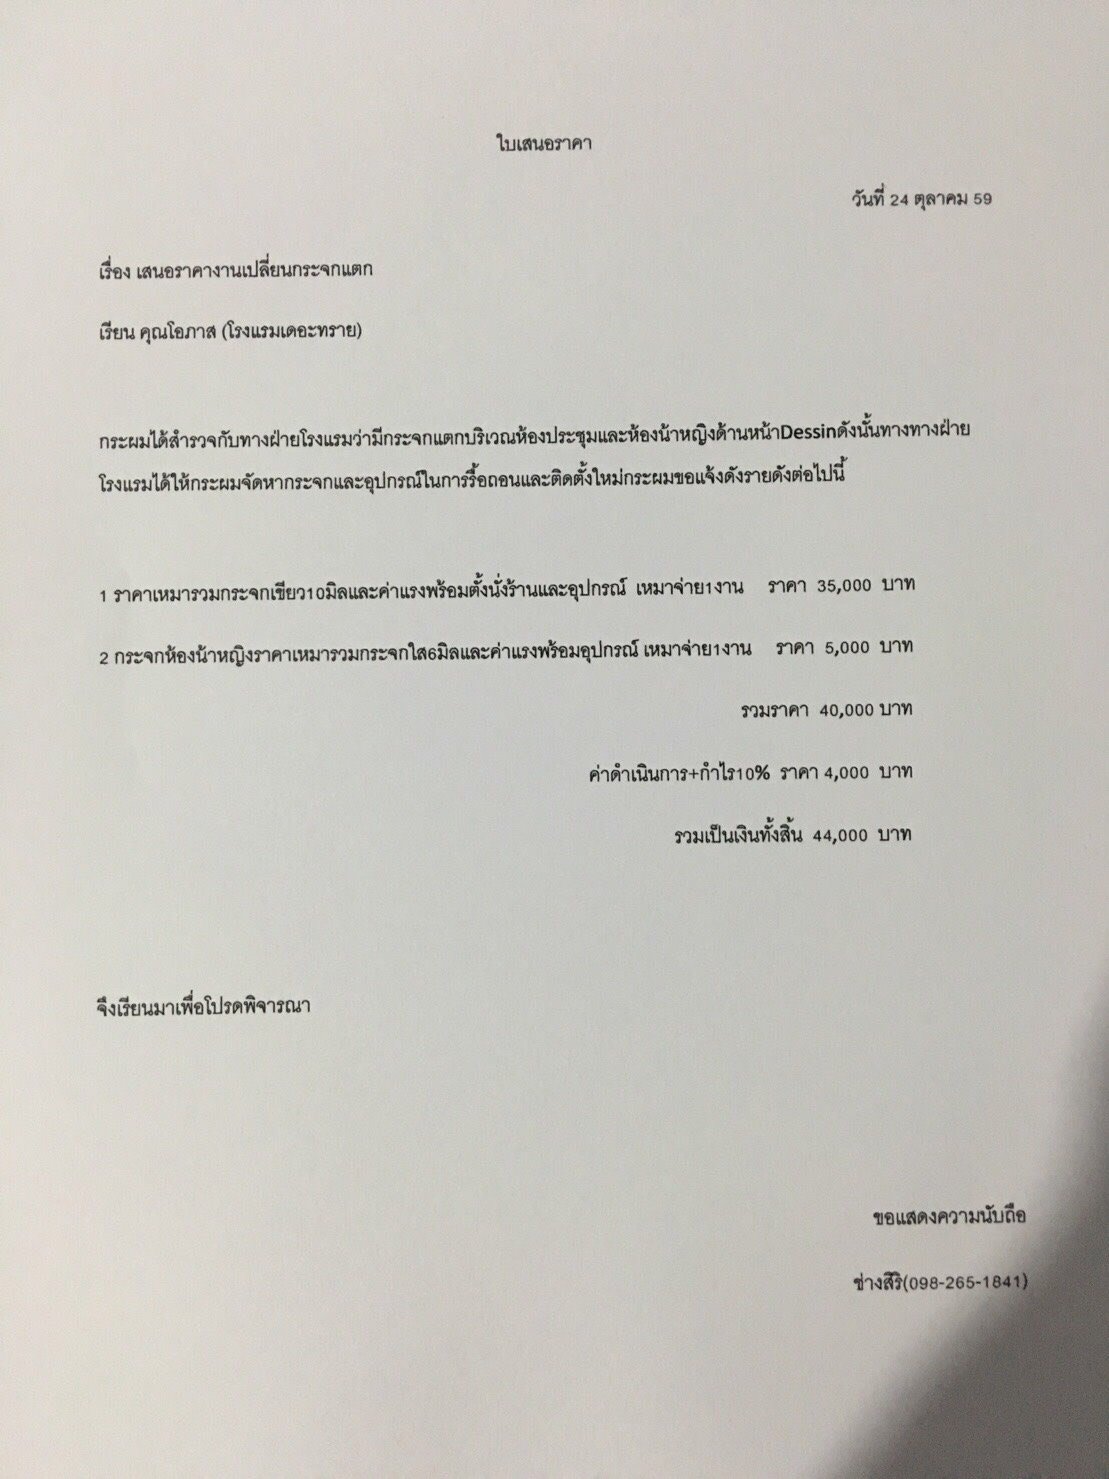 ใบเสนอราคา
วันที่ 24 ตุลาคม 59
เรื่อง เสนอราคางานเปลี่ยนกระจกแตก
เรียน คุณโอภาส (โรงแรมเดอะทราย)
กระผมได้สำรวจกับทางฝ่ายโรงแรมว่ามีกระจกแตกบริเวณห้องประชุมและห้องน้าหญิงด้านหน้าDessinดังนั้นทางทางฝ่าย
โรงแรมได้ให้กระผมจัดหากระจกและอุปกรณ์ในการรื้อถอนและติดตั้งใหม่กระผมขอแจ้งดังรายดังต่อไปนี้
1 ราคาเหมารวมกระจกเขียว10มิลและค่าแรงพร้อมตั้งนั่งร้านและอุปกรณ์ เหมาจ่าย1งาน ราคา 35,000 บาท
2 กระจกห้องน้าหญิงราคาเหมารวมกระจกใส6มิลและค่าแรงพร้อมอุปกรณ์ เหมาจ่าย1งาน ราคา 5,000 บาท
รวมราคา 40,000 บาท
ค่าดำเนินการ+กำไร10% ราคา 4,000 บาท
รวมเป็นเงินทั้งสิ้น 44,000 บาท
จึงเรียนมาเพื่อโปรดพิจารณา
ขอแสดงความนับถือ
ช่างสิริ(098-265-1841)